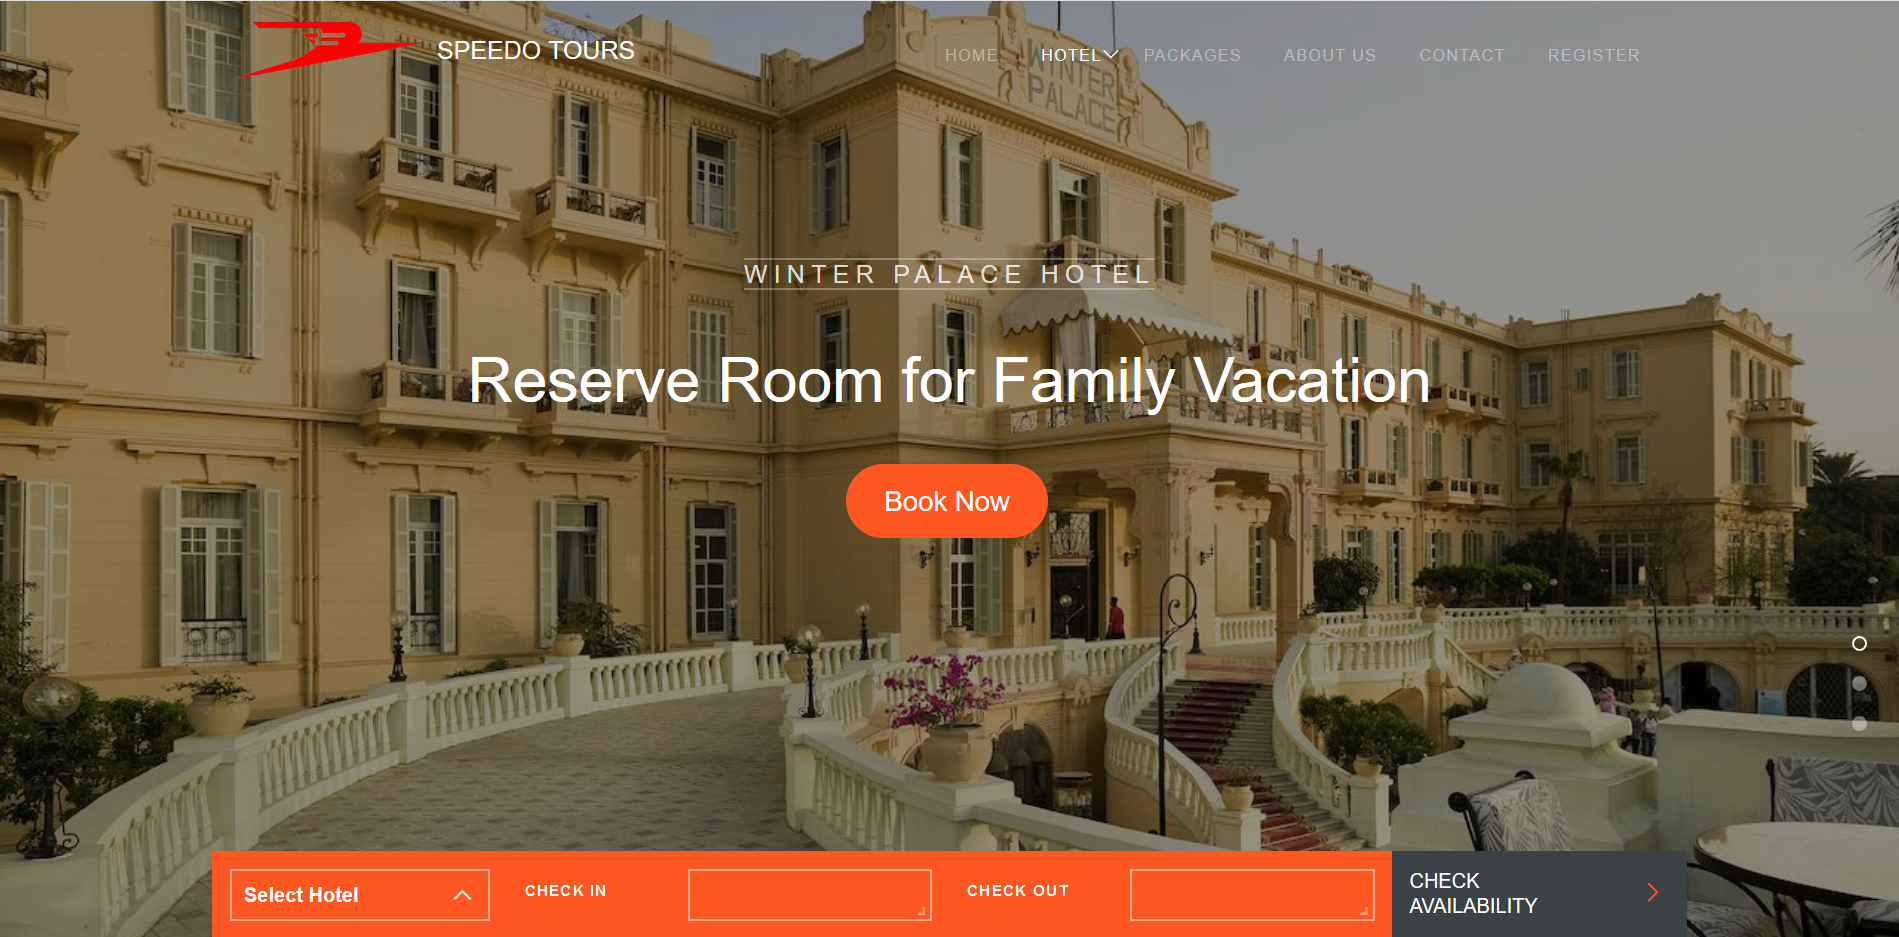 SPEEDO TOURS
HOME HOTEL PACKAGES ABOUT US CONTACT REGISTER
WINTER
PALACE
WINTER PALACE HOTEL
Reserve Room for Family Vacation
Book Now
Select Hotel
CHECK IN
CHECK OUT
CHECK
AVAILABILITY